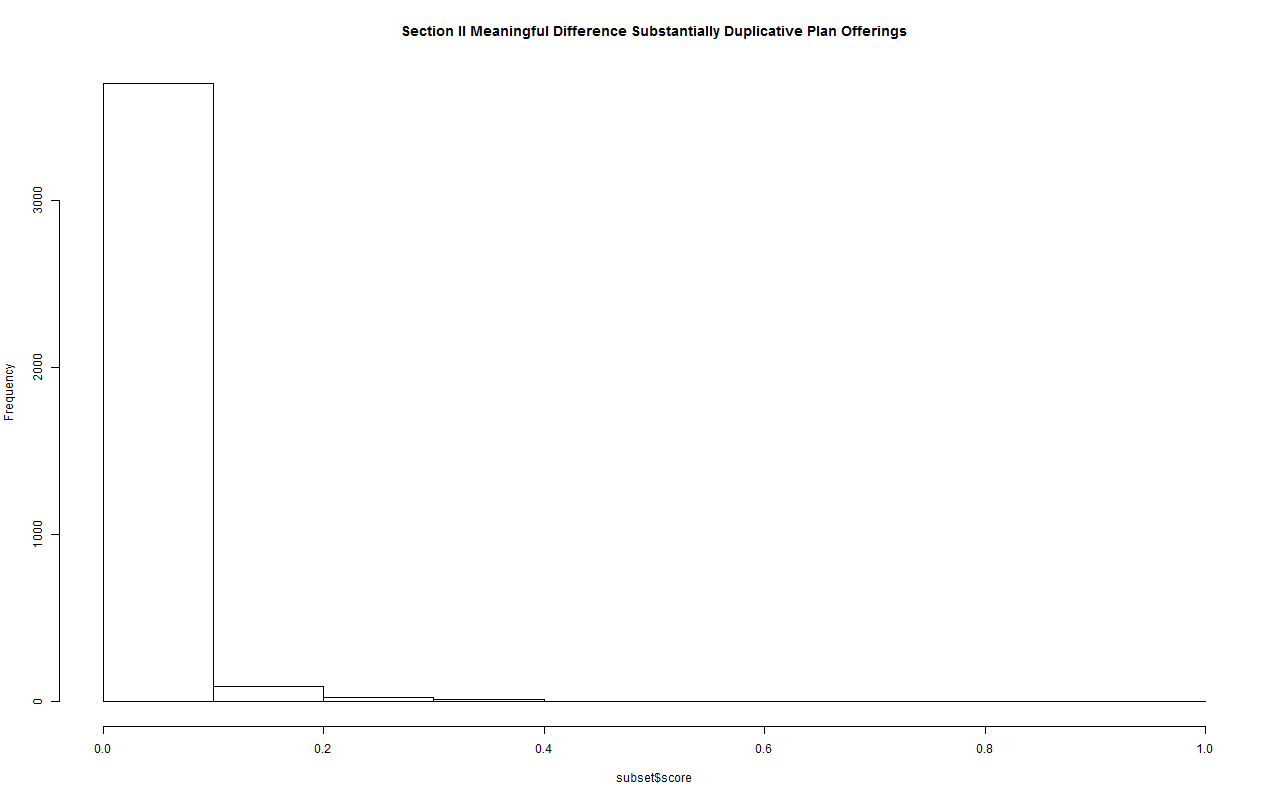 Section II Meaningful Difference Substantially Duplicative Plan Offerings
Frequency
3000
2000
1000
0
0.0 0.2 0.4 0.6 0.8 1.0
subset$score